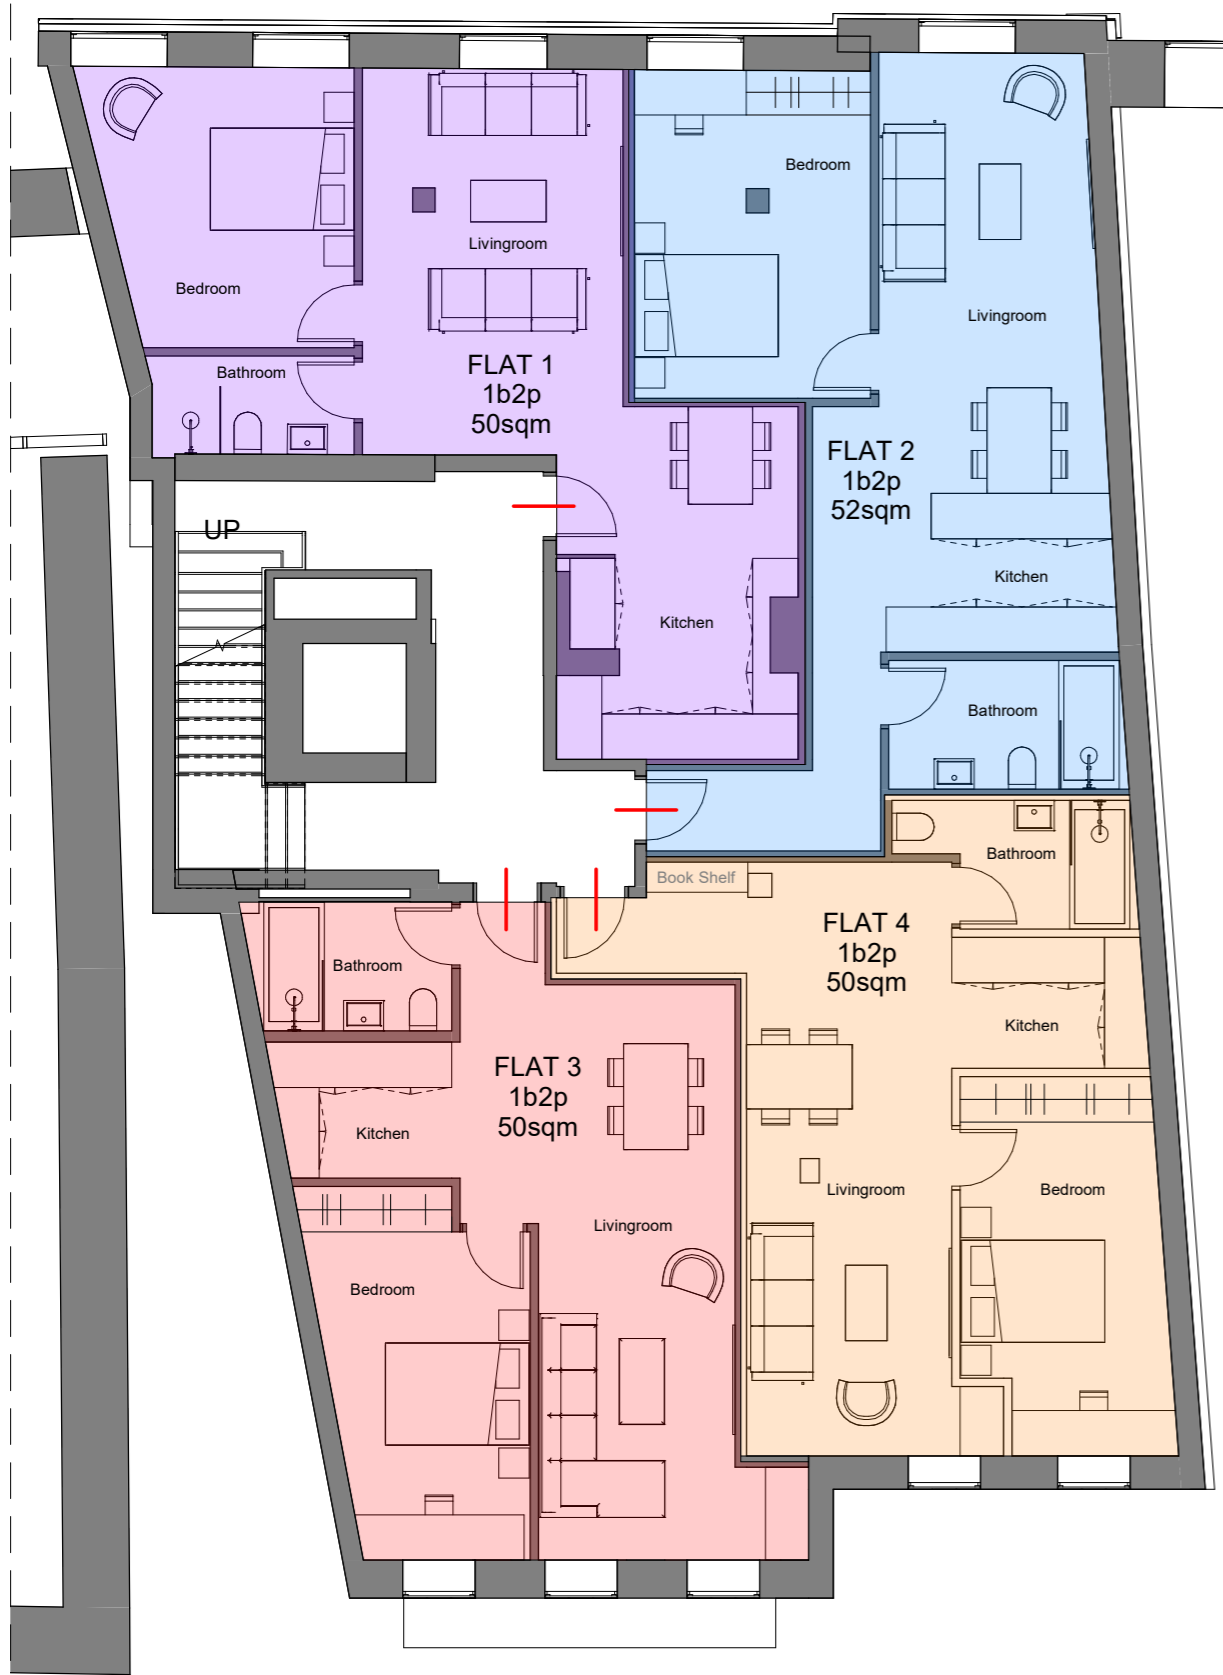 Bedroom
Livingroom
Bathroom
FLAT 1
1b2p
50sqm
Kitchen
Bedroom
Livingroom
FLAT 2
1b2p
52sqm
Kitchen
Bathroom
UP
Bathroom
FLAT 3
1b2p
50sqm
Kitchen
Livingroom
Bedroom
Book Shelf
Bathroom
FLAT 4
1b2p
50sqm
Kitchen
Livingroom
Bedroom